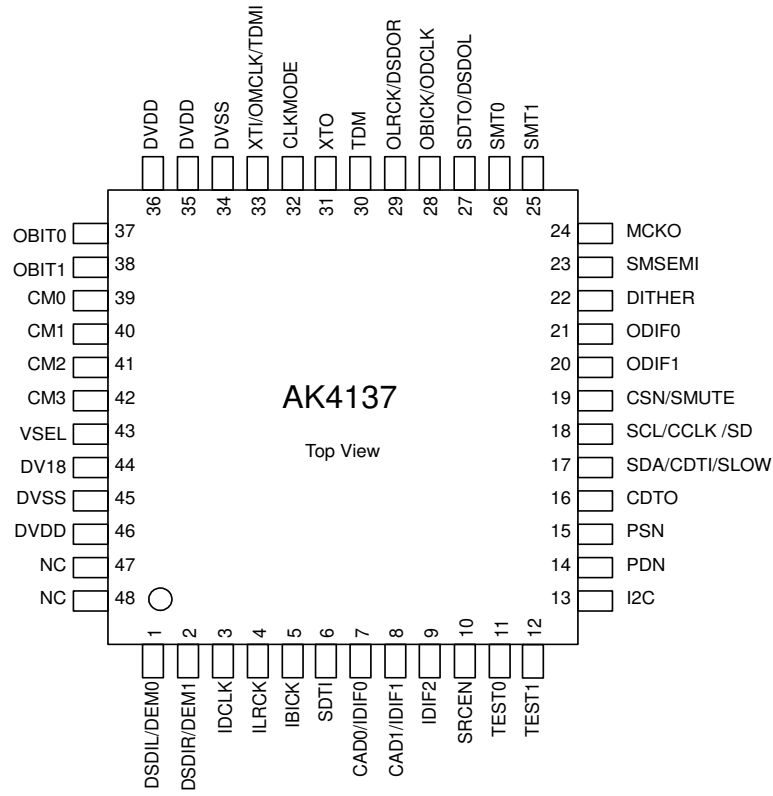 DVDD
DVDD
DVSS
XTI/OMCLK/TDMI
CLKMODE
XTO
TDM
OLRCK/DSDOR
OBICK/ODCLK
SDTO/DSDOL
SMT0
SMT1
36
35
34
33
32
31
30
29
28
27
26
25
OBIT0 37
OBIT1 38
CM0 39
CM1 40
CM2 41
CM3 42
VSEL 43
DV18 44
DVSS 45
DVDD 46
NC 47
NC 48
AK4137
Top View
24 MCKO
23 SMSEMI
22 DITHER
21 ODIF0
20 ODIF1
19 CSN/SMUTE
18 SCL/CCLK /SD
17 SDA/CDTI/SLOW
16 CDTO
15 PSN
14 PDN
13 I2C
1
2
3
4
5
6
7
8
9
10
11
12
DSDIL/DEM0
DSDIR/DEM1
IDCLK
ILRCK
IBICK
SDTI
CAD0/IDIF0
CAD1/IDIF1
IDIF2
SRCEN
TEST0
TEST1